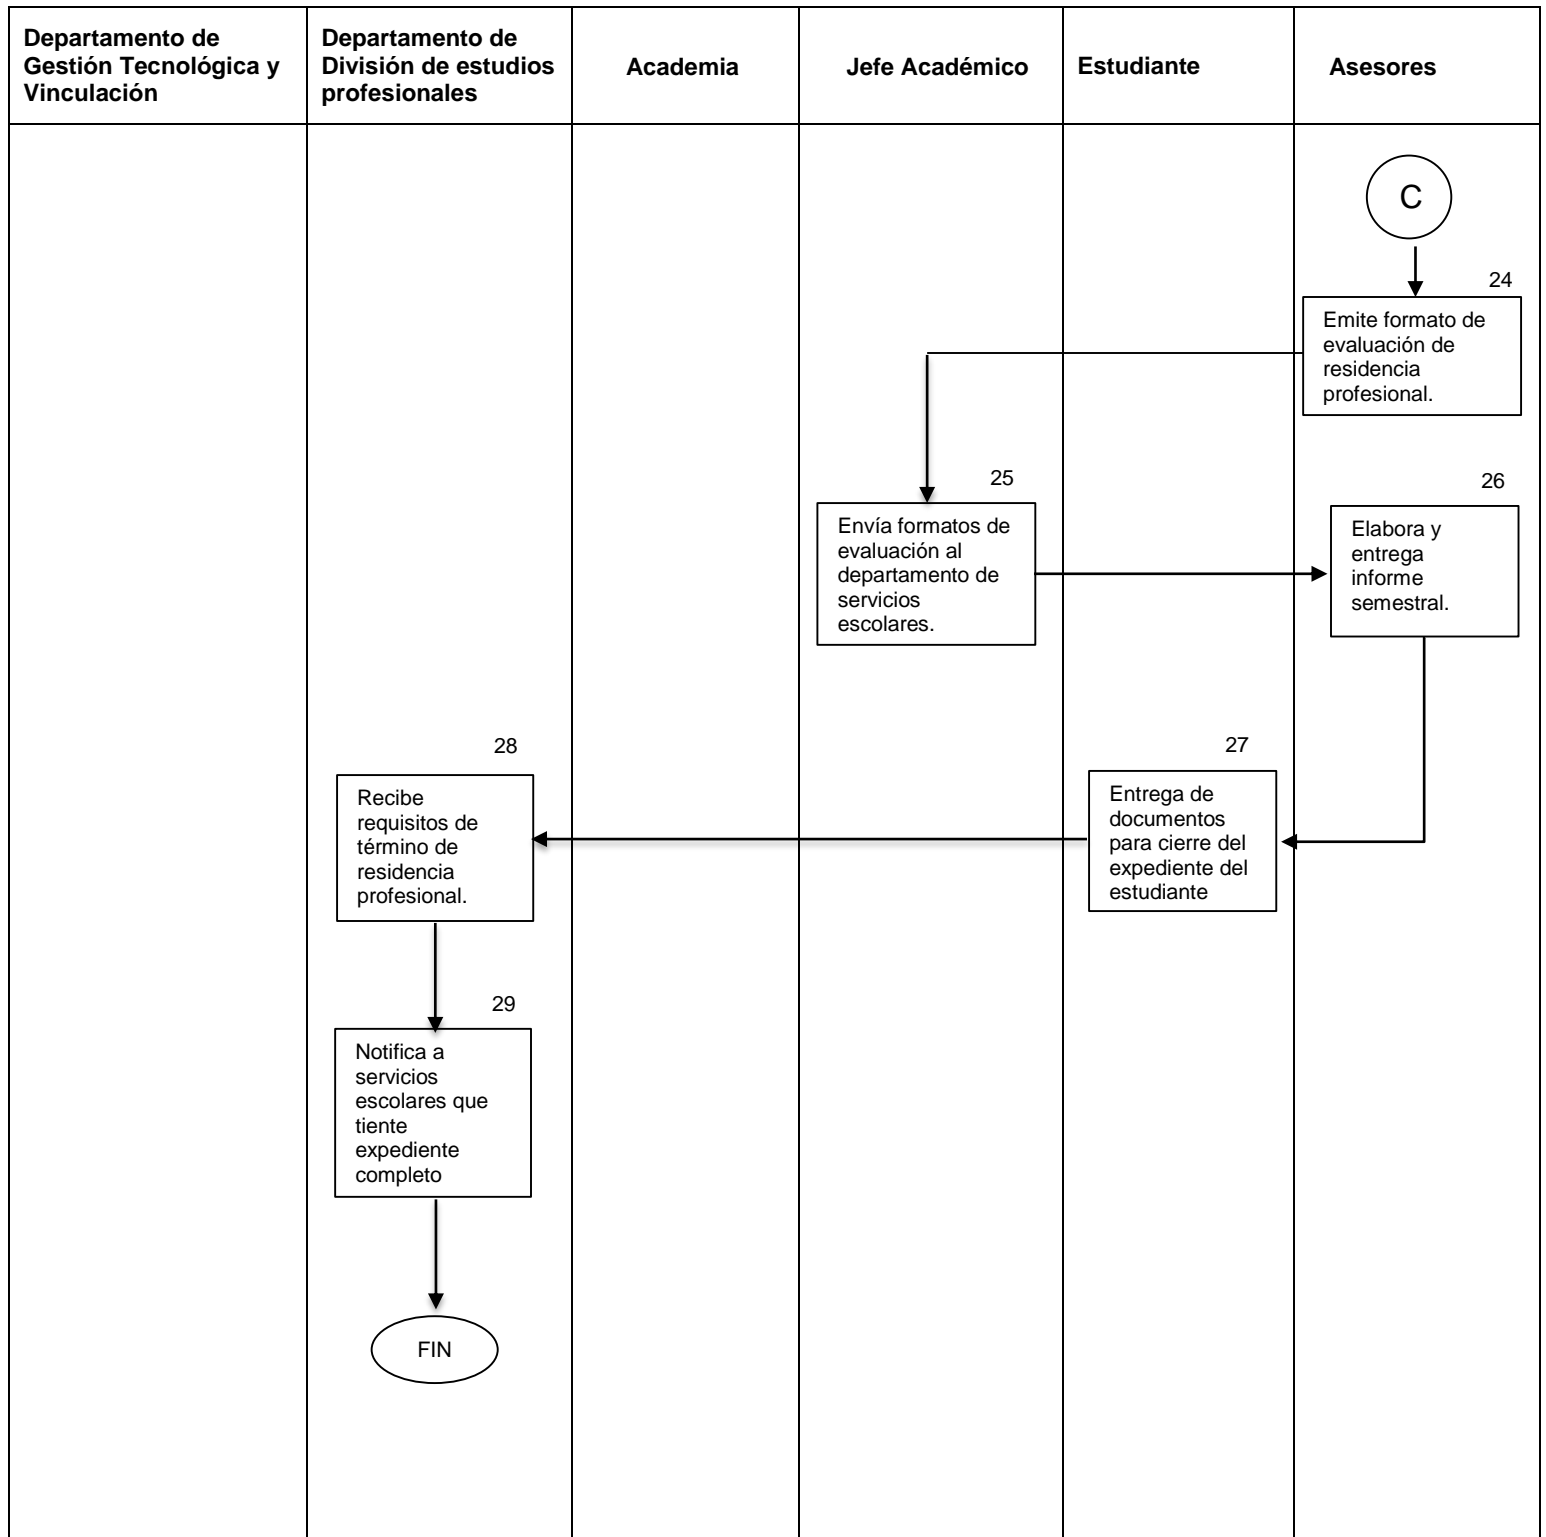 Departamento de
Gestión Tecnológica y
Vinculación
Departamento de
División de estudios
profesionales
Academia
Jefe Académico
Estudiante
Asesores
C
24
Emite formato de
evaluación de
residencia
profesional.
25
Envía formatos de
evaluación al
departamento de
servicios
escolares.
26
Elabora y
entrega
informe
semestral.
27
Entrega de
documentos
para cierre del
expediente del
estudiante
28
Recibe
requisitos de
término de
residencia
profesional.
29
Notifica a
servicios
escolares que
tiente
expediente
completo
FIN